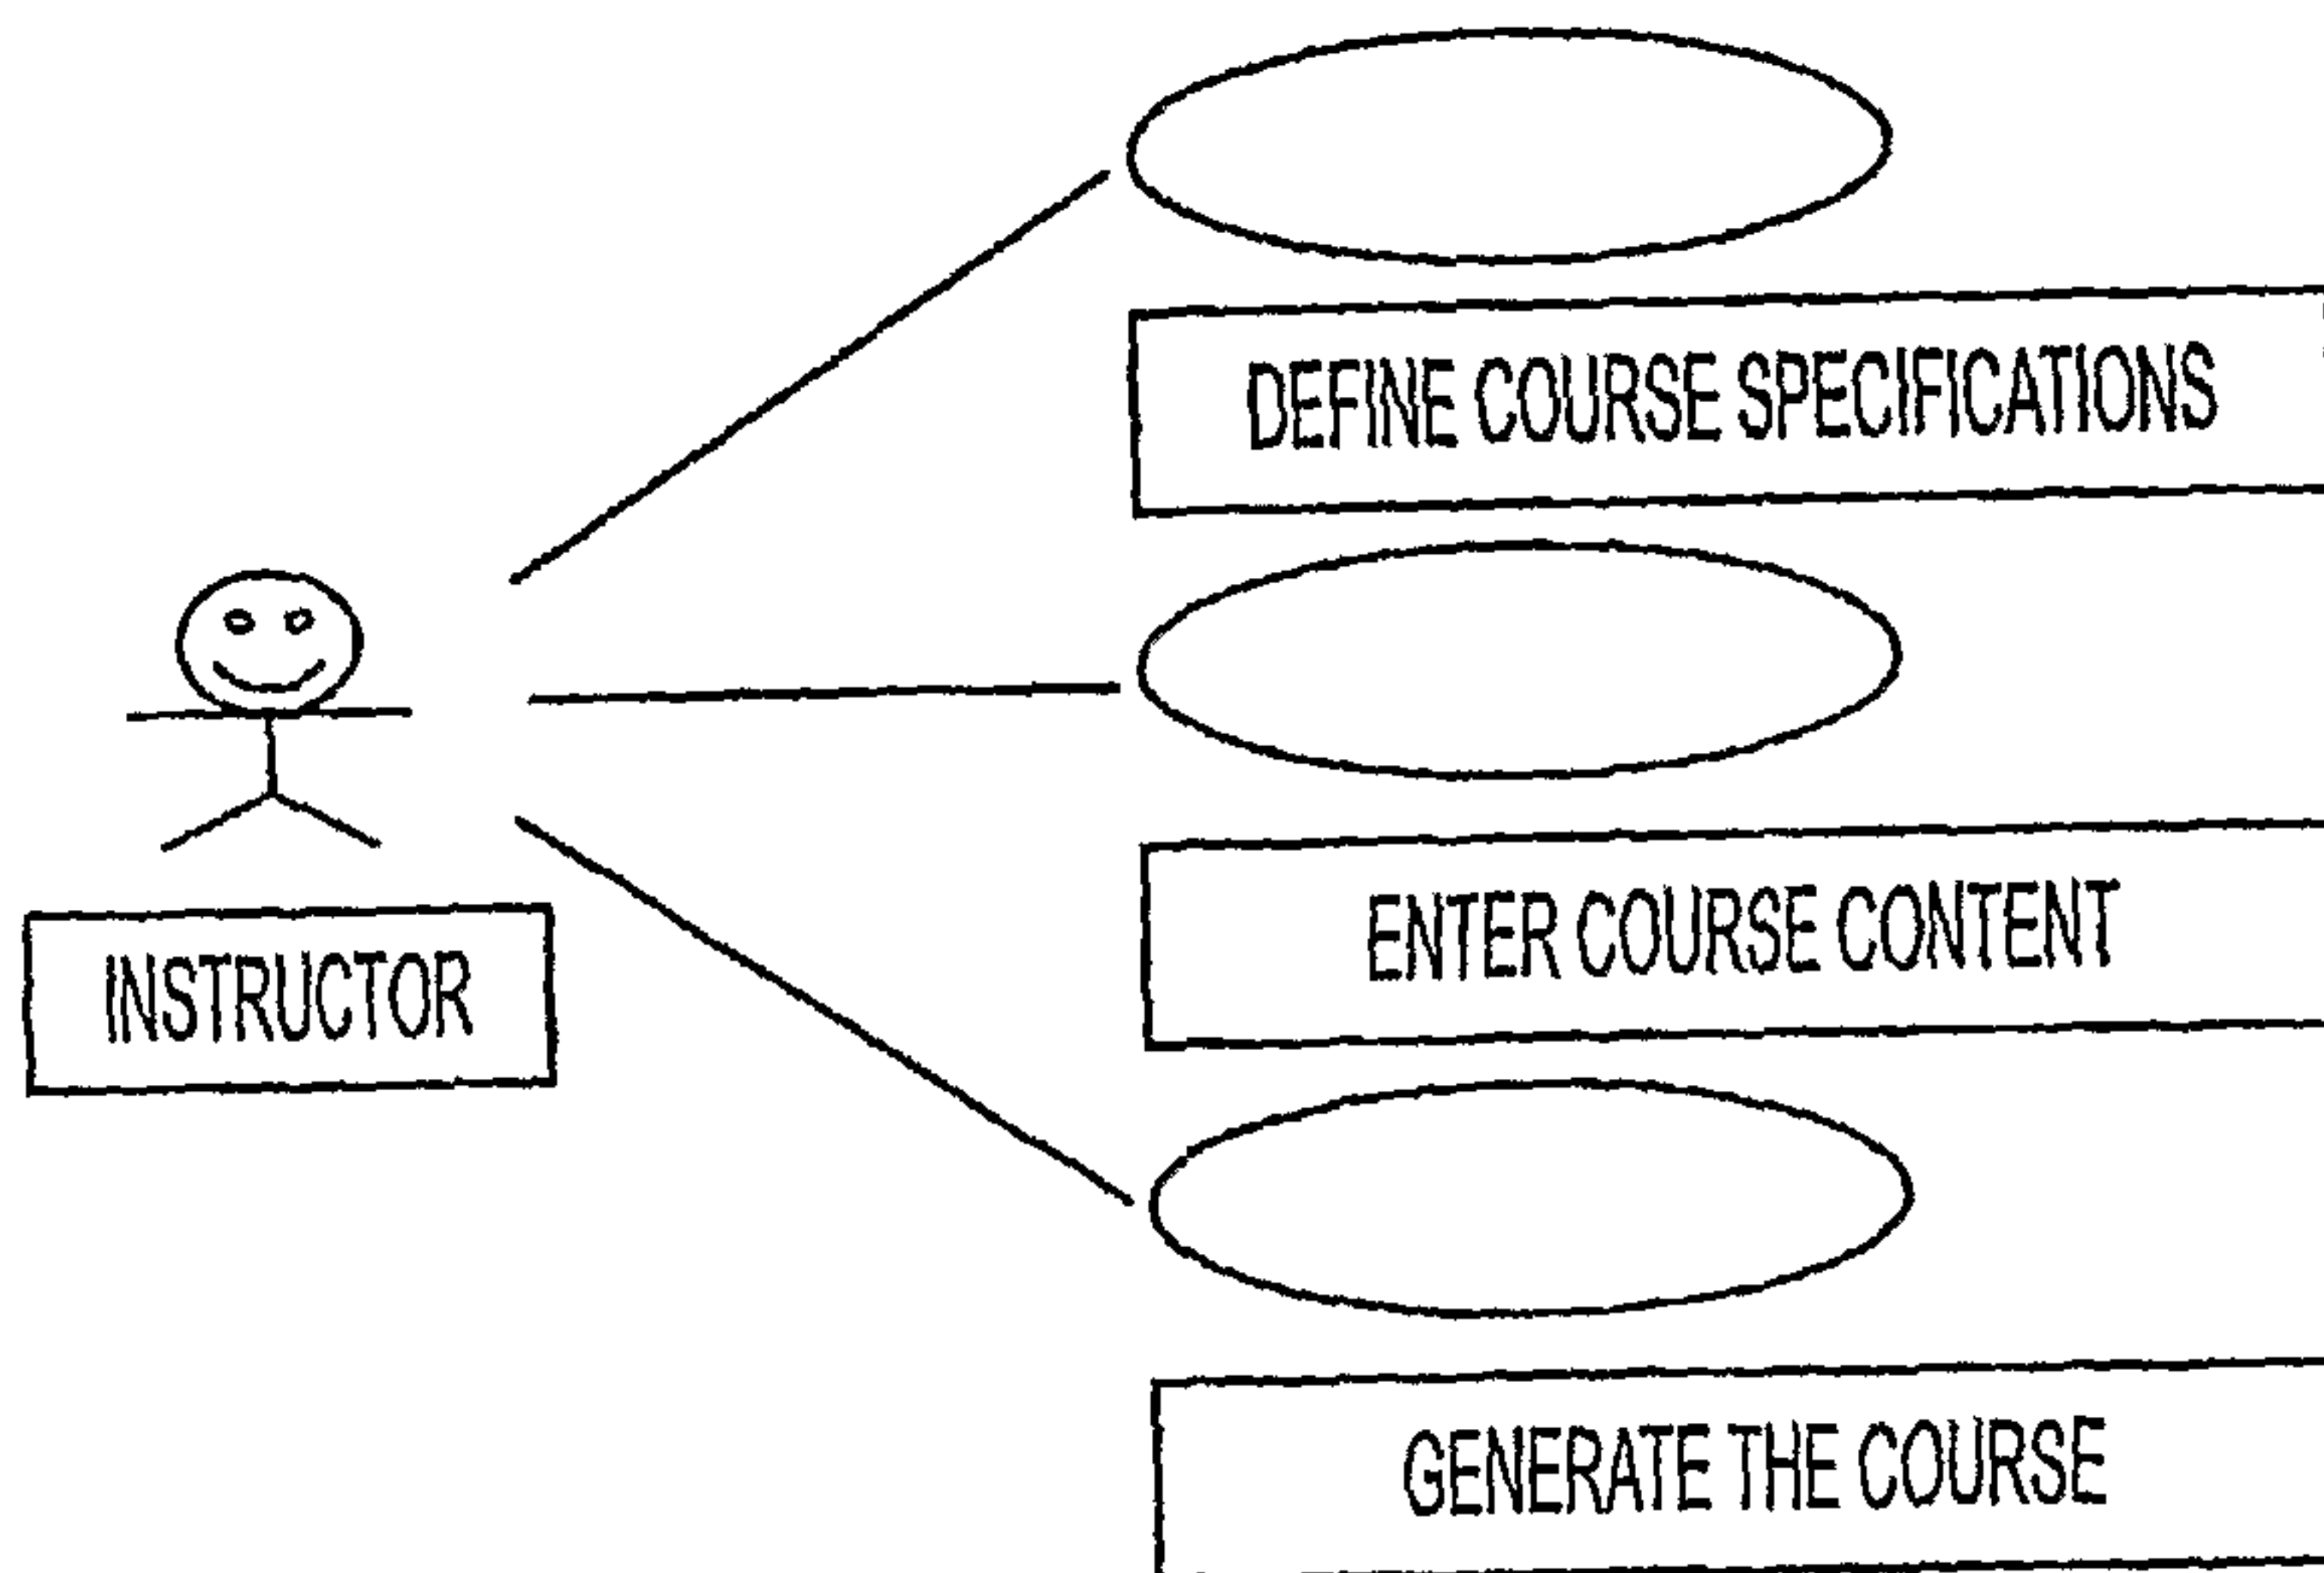 DEFINE COURSE SPECIFICATIONS
ENTER COURSE CONTENT
INSTRUCTOR
GENERATE THE COURSE